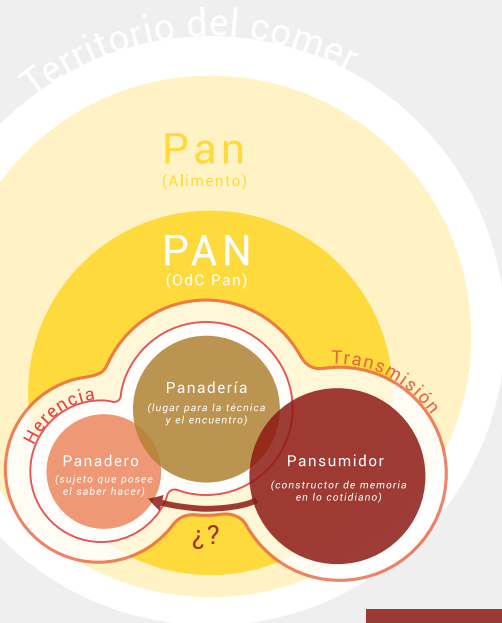 Territorio del comer
Pan
(Alimento)
PAN
(OdC Pan)
Transmisión
Herencia
Panadería
(lugar para la técnica
y el encuentro)
Panadero
(sujeto que posee
el saber hacer)
Pansumidor
(constructor de memoria
en lo cotidiano)
¿?